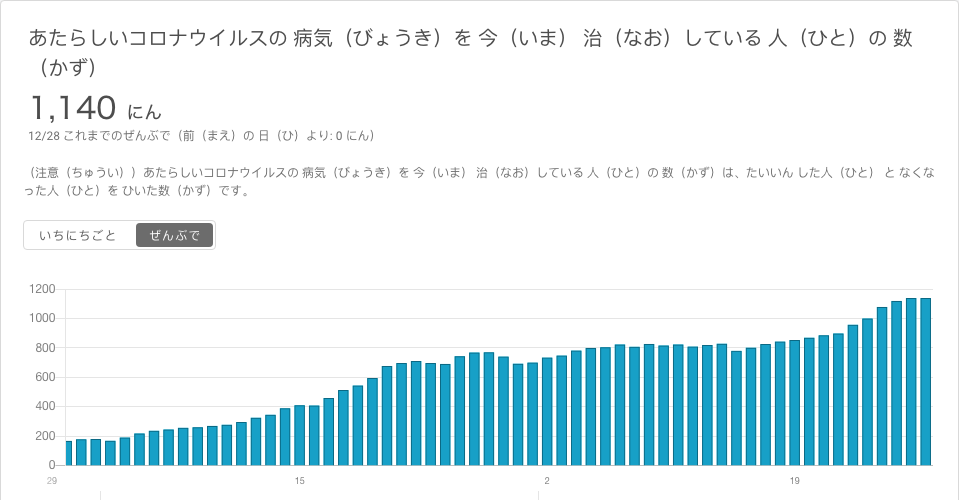 あたらしいコロナウイルスの 病気（びょうき）を 今（いま） 治（なお）している 人（ひと）の 数
（かず）
1,140 にん
12/28 これまでのぜんぶで（前（まえ）の 日（ひ）より: 0 にん）
（注意（ちゅうい））あたらしいコロナウイルスの 病気（びょうき）を 今（いま） 治（なお）している 人（ひと）の 数（かず）は、たいいん した人（ひと） と なくな
った人（ひと）を ひいた数（かず）です。
いちにちごと ぜんぶで
1200
1000
800
600
400
200
0
29 15 2 19